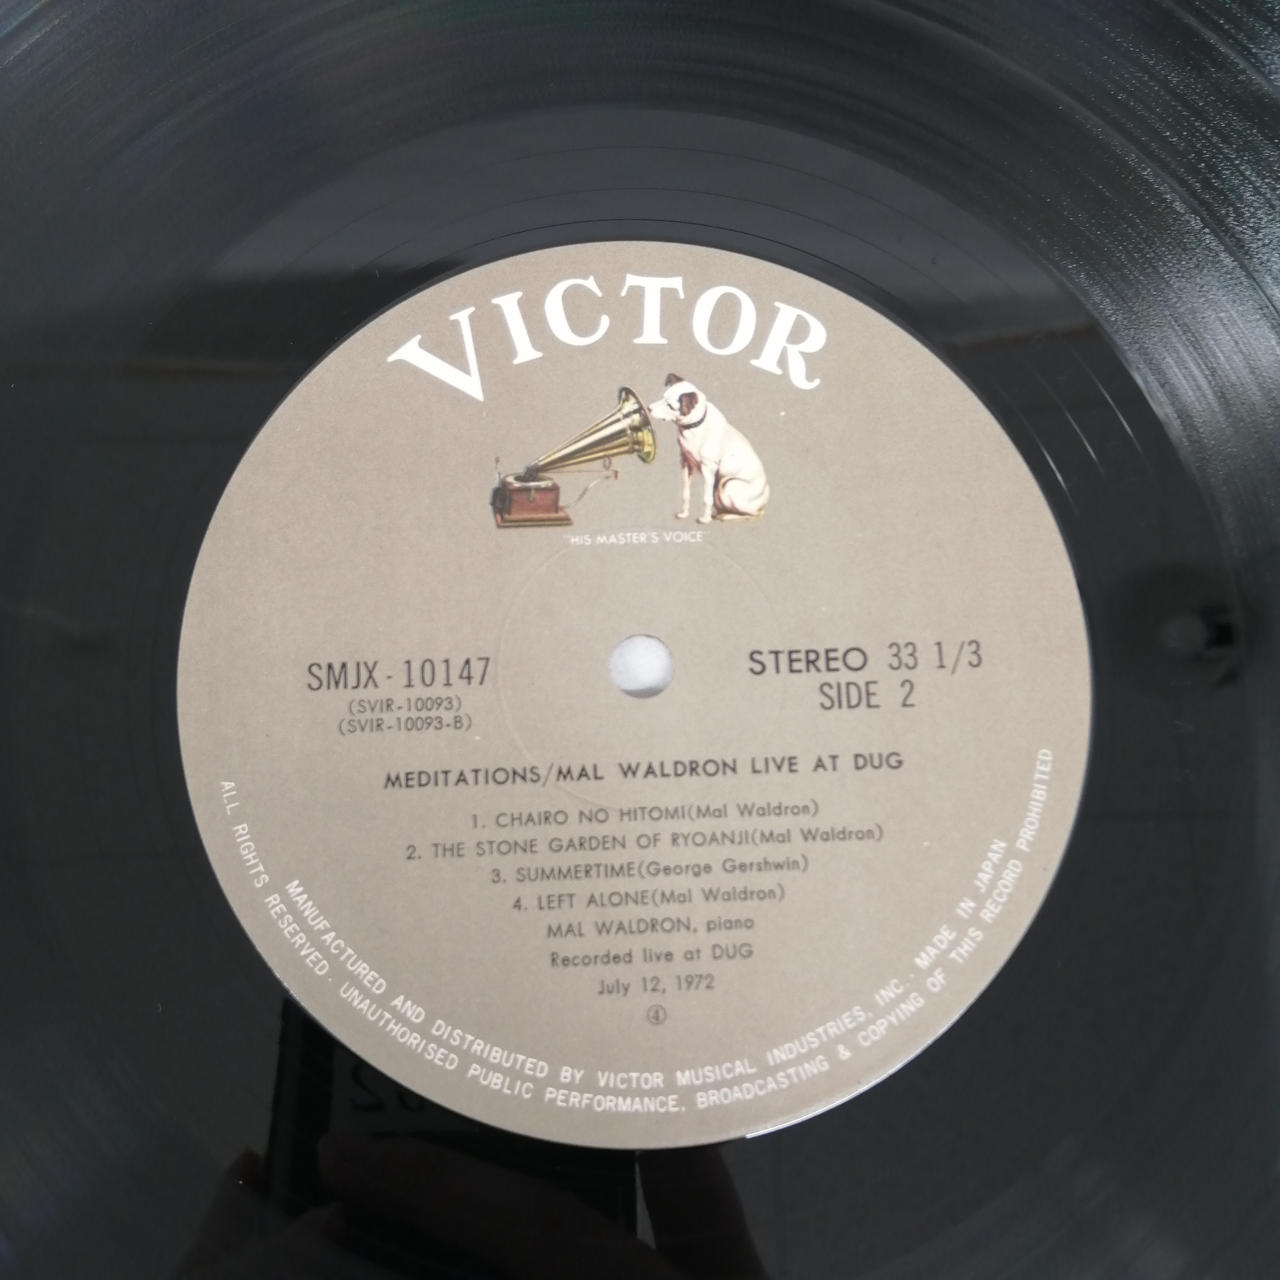 VICTOR
"HIS MASTER'S VOICE"
SMJX-10147
(SVIR-10093)
(SVIR-10093-B)
STEREO 33 1/3
SIDE 2
MEDITATIONS/MAL WALDRON LIVE AT DUG
1. CHAIRO NO HITOMI(Mal Waldron)
2. THE STONE GARDEN OF RYOANJI(Mal Waldron)
3. SUMMERTIME(George Gershwin)
4. LEFT ALONE(Mal Waldron)
MAL WALDRON, piano
Recorded live at DUG
July 12, 1972
④
MANUFACTURED AND DISTRIBUTED BY VICTOR MUSICAL INDUSTRIES, INC., MADE IN JAPAN
ALL RIGHTS RESERVED · UNAUTHORISED PUBLIC PERFORMANCE, BROADCASTING & COPYING OF THIS RECORD PROHIBITED